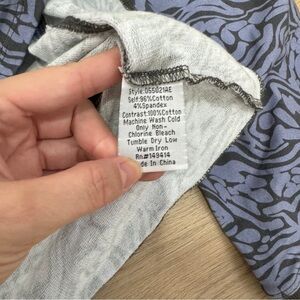 Style:G55021AE
Self:96%Cotton
4%Spandex
Contrast:100%Cotton
Machine Wash Cold
Only Non-
Chlorine Bleach
Tumble Dry Low
Warm Iron
Rn#149414
de In China